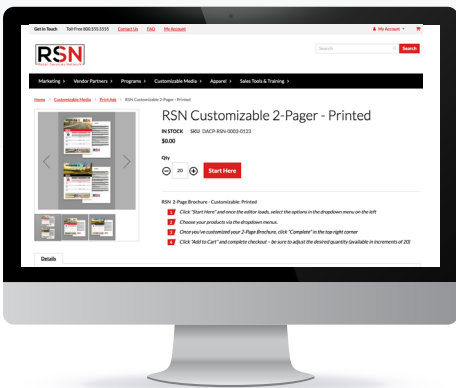 Get In Touch Toll Free 800.555.5555 Contact Us FAQ My Account
My Account
RSN
Search
Search
Marketing Vendor Partners Programs Customizable Media Apparel Sales Tools & Training
Home > Customizable Media > Print Ads > RSN Customizable 2-Pager - Printed
RSN Customizable 2-Pager - Printed
IN STOCK SKU DACP-RSN-0003-0123
$0.00
Qty
20
Start Here
RSN 2-Page Brochure - Customizable: Printed
1 Click "Start Here" and once the editor loads, select the options in the dropdown menu on the left
2 Choose your products via the dropdown menus.
3 Once you've customized your 2-Page Brochure, click "Complete" in the top right corner
4 Click "Add to Cart" and complete checkout – be sure to adjust the desired quantity (available in increments of 20)
Details